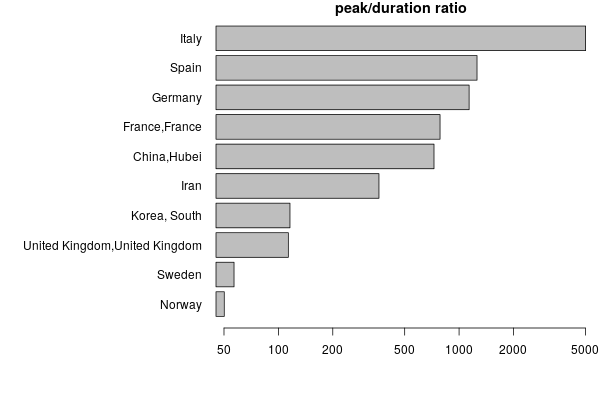 peak/duration ratio
Italy
Spain
Germany
France,France
China,Hubei
Iran
Korea, South
United Kingdom,United Kingdom
Sweden
Norway
50 100 200 500 1000 2000 5000